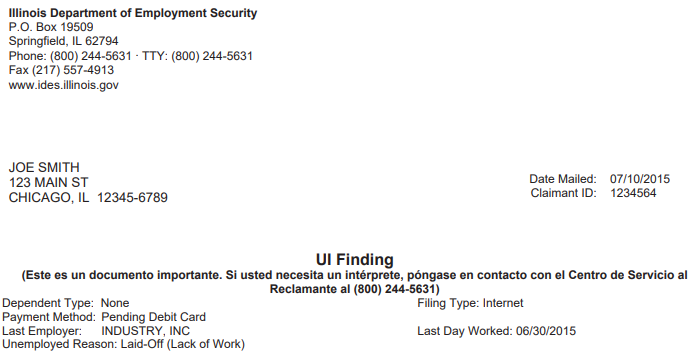 Illinois Department of Employment Security
P.O. Box 19509
Springfield, IL 62794
Phone: (800) 244-5631 · TTY: (800) 244-5631
Fax (217) 557-4913
www.ides.illinois.gov
JOE SMITH
123 MAIN ST
CHICAGO, IL 12345-6789
Date Mailed: 07/10/2015
Claimant ID: 1234564
UI Finding
(Este es un documento importante. Si usted necesita un intérprete, póngase en contacto con el Centro de Servicio al
Reclamante al (800) 244-5631)
Dependent Type: None Filing Type: Internet
Payment Method: Pending Debit Card
Last Employer: INDUSTRY, INC Last Day Worked: 06/30/2015
Unemployed Reason: Laid-Off (Lack of Work)